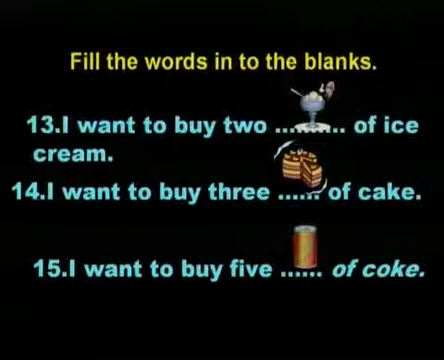 Fill the words in to the blanks.
13.I want to buy two ......... of ice
cream.
14.I want to buy three ...... of cake.
15.I want to buy five ...... of coke.